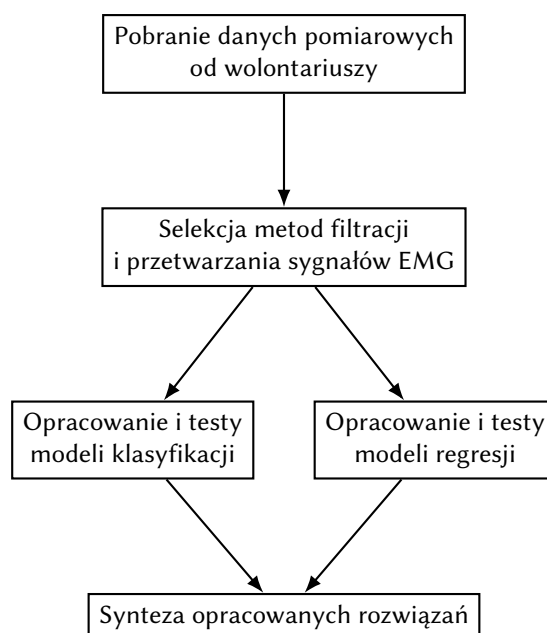 Pobranie danych pomiarowych
od wolontariuszy
Selekcja metod filtracji
i przetwarzania sygnałów EMG
Opracowanie i testy
modeli klasyfikacji
Opracowanie i testy
modeli regresji
Synteza opracowanych rozwiązań